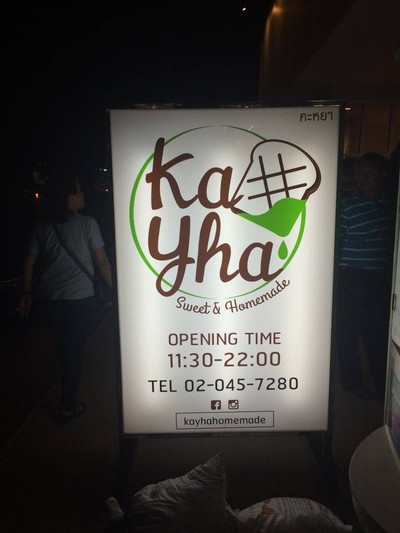 คะหยา
Ka
Yha
Sweet & Homemade
OPENING TIME
11:30-22:00
TEL 02-045-7280
kayhahomemade